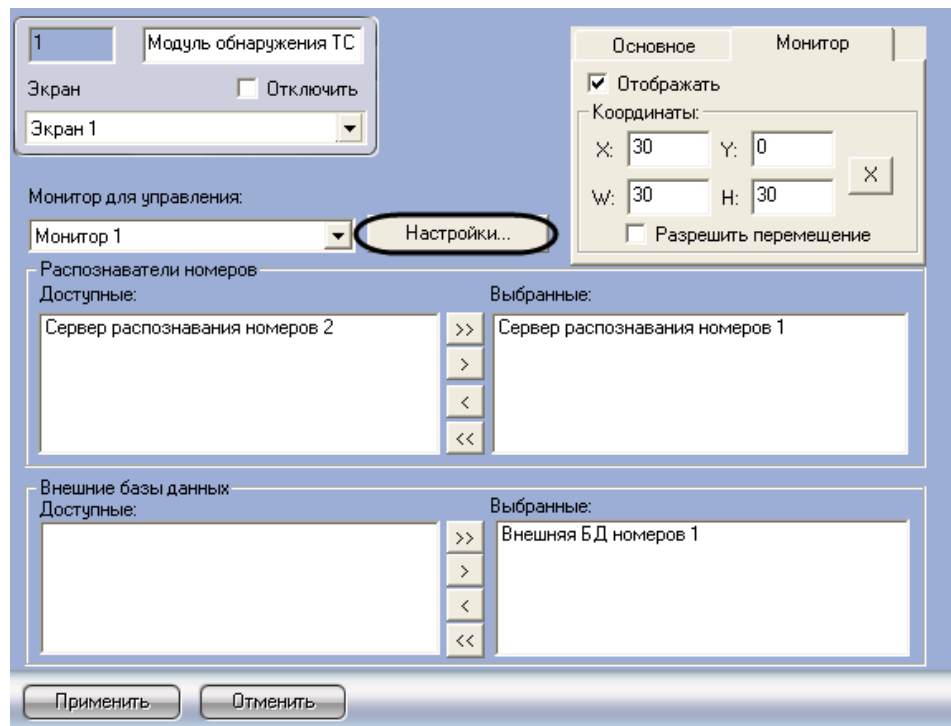 1 Модуль обнаружения ТС
Экран Отключить
Экран 1
Основное Монитор
Отображать
Координаты:
X: 30 Y: 0
W: 30 H: 30
X
Разрешить перемещение
Монитор для управления:
Монитор 1 Настройки...
Распознаватели номеров
Доступные: Выбранные:
Сервер распознавания номеров 2 >> Сервер распознавания номеров 1
>
<
<<
Внешние базы данных
Доступные: Выбранные:
>> Внешняя БД номеров 1
>
<
<<
Применить Отменить